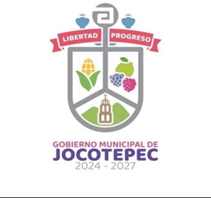 LIBERTAD PROGRESO
GOBIERNO MUNICIPAL DE
JOCOTEPEC
2024 - 2027